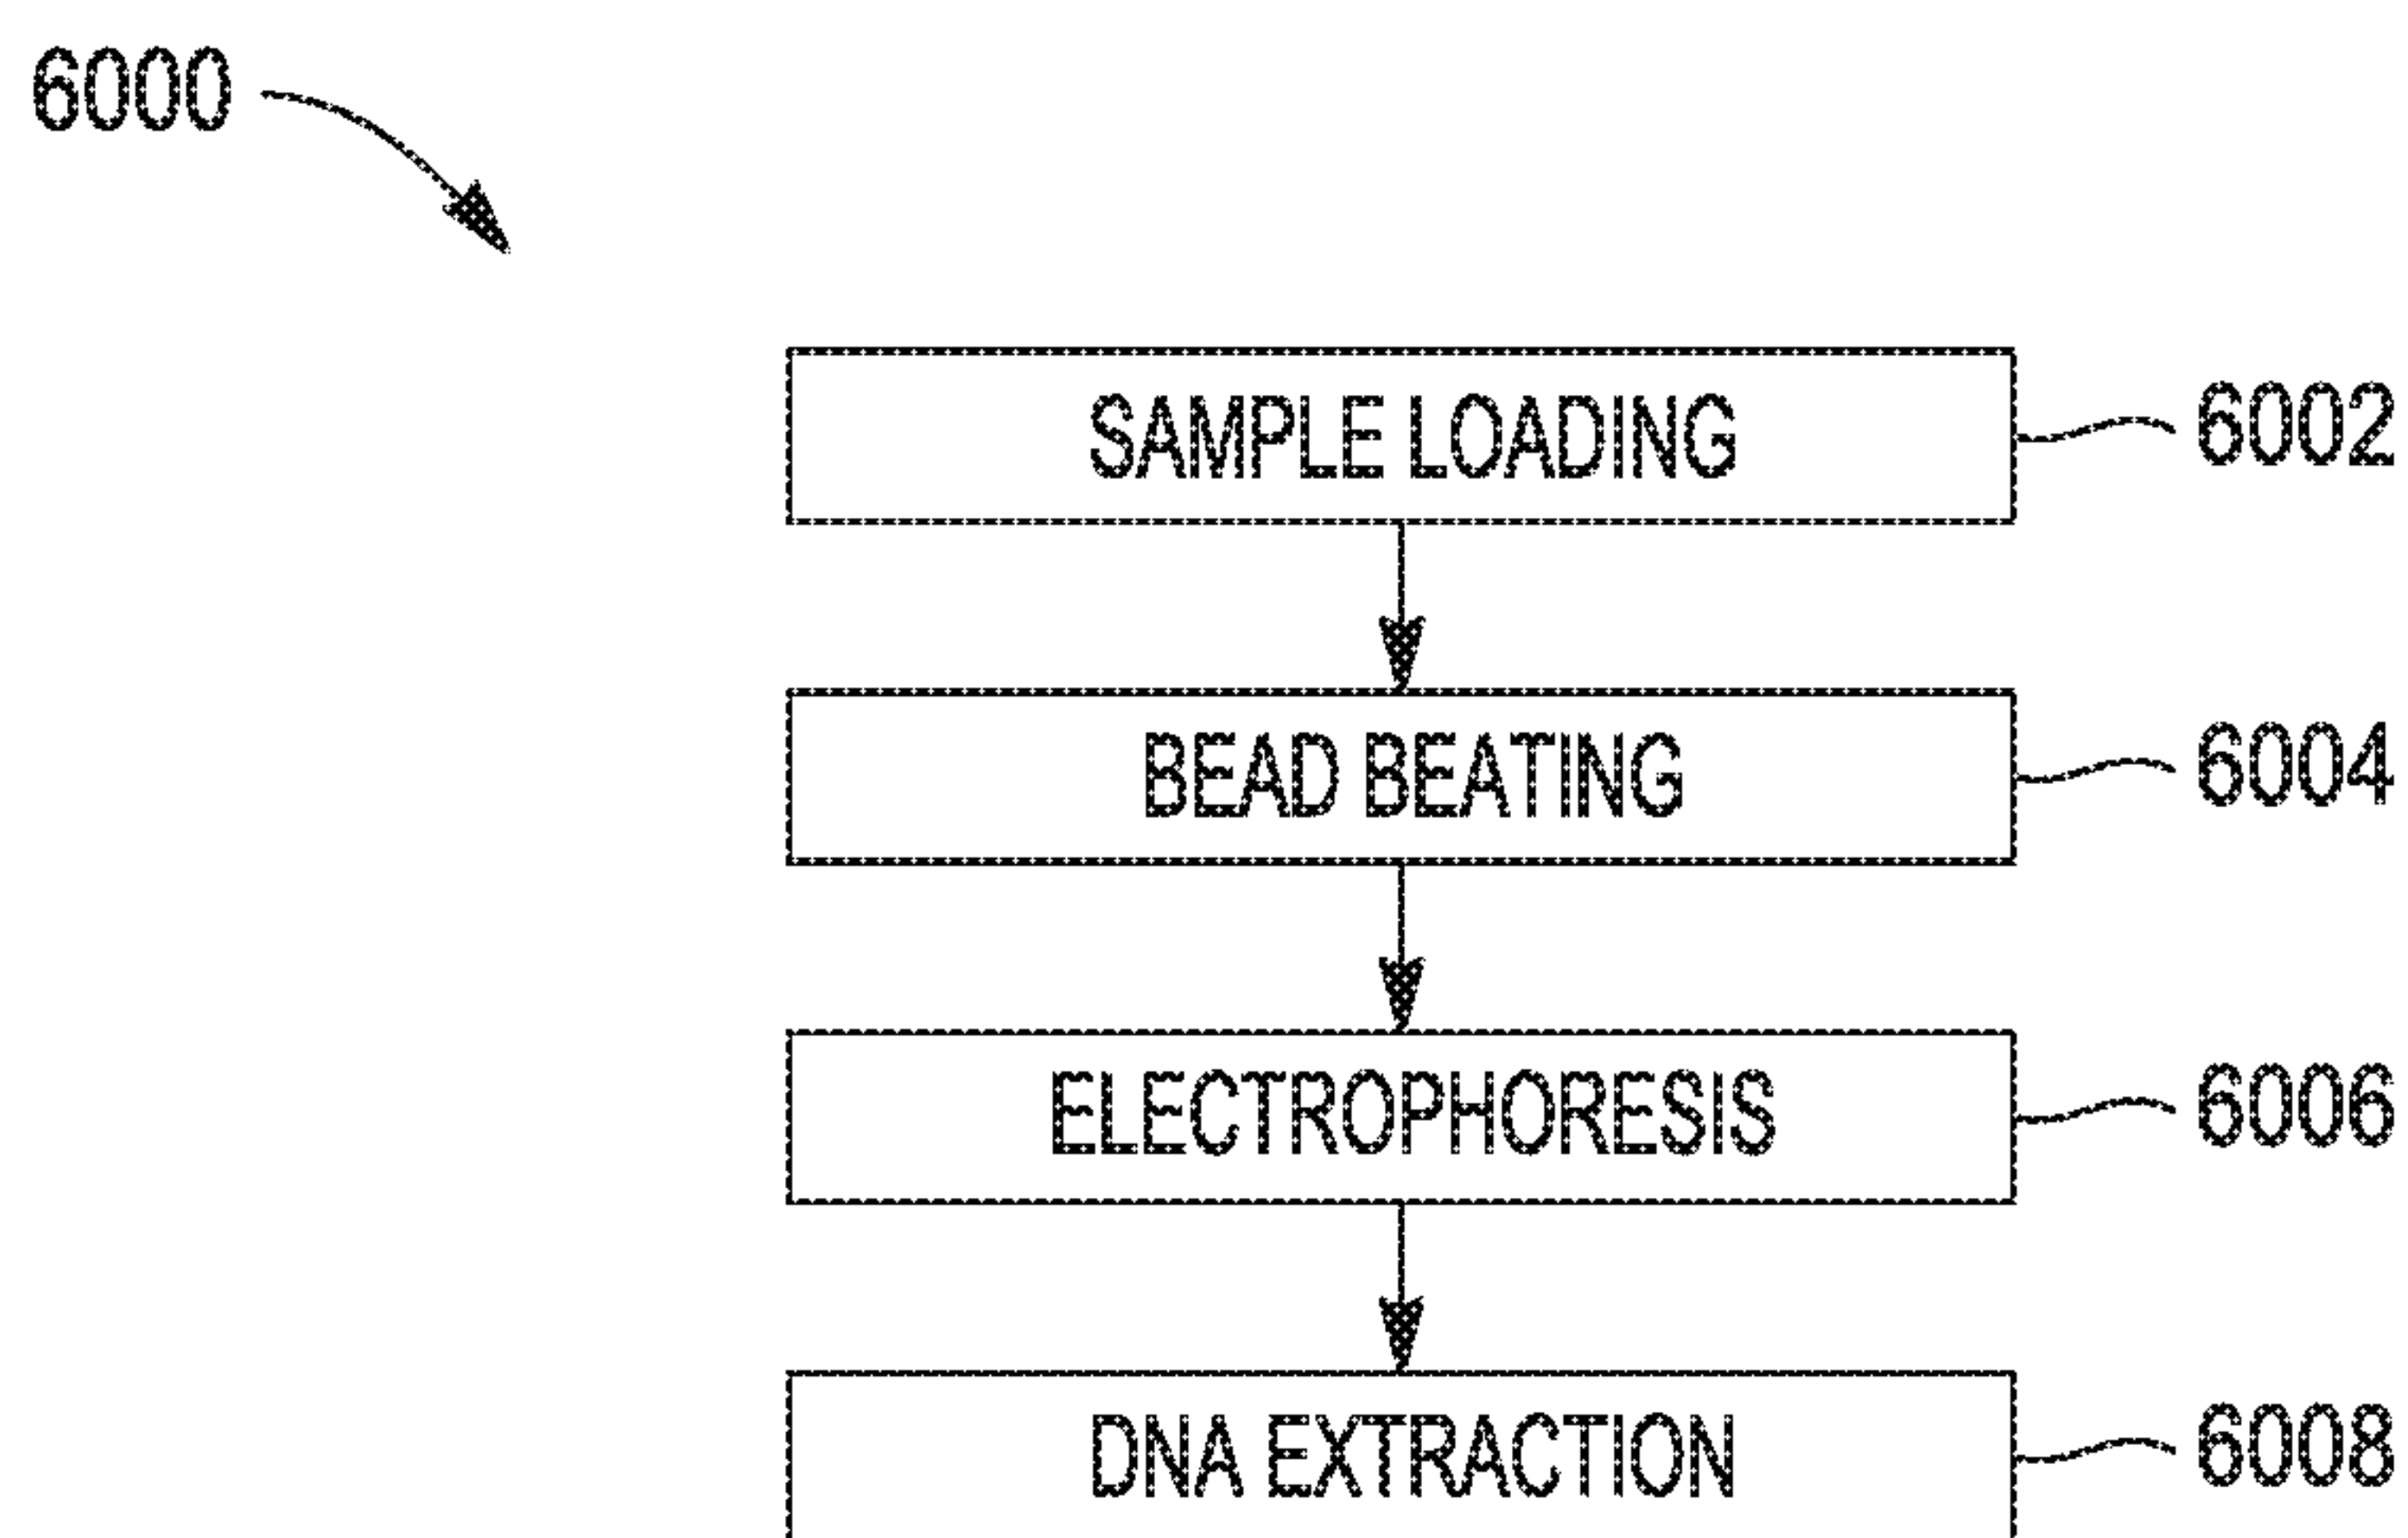 6000
SAMPLE LOADING 6002
BEAD BEATING 6004
ELECTROPHORESIS 6006
DNA EXTRACTION 6008